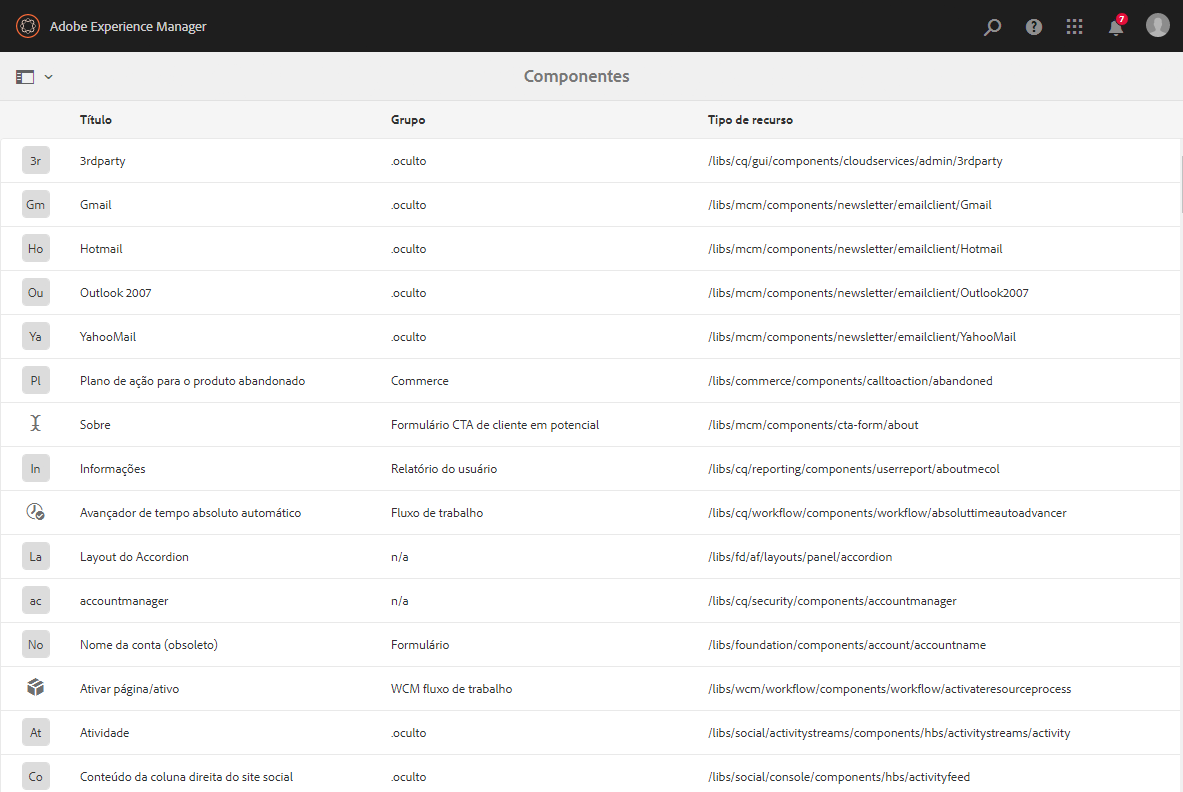 Adobe Experience Manager
7
Componentes
Título Grupo Tipo de recurso
3r 3rdparty .oculto /libs/cq/gui/components/cloudservices/admin/3rdparty
Gm Gmail .oculto /libs/mcm/components/newsletter/emailclient/Gmail
Ho Hotmail .oculto /libs/mcm/components/newsletter/emailclient/Hotmail
Ou Outlook 2007 .oculto /libs/mcm/components/newsletter/emailclient/Outlook2007
Ya YahooMail .oculto /libs/mcm/components/newsletter/emailclient/YahooMail
Pl Plano de ação para o produto abandonado Commerce /libs/commerce/components/calltoaction/abandoned
Sobre Formulário CTA de cliente em potencial /libs/mcm/components/cta-form/about
In Informações Relatório do usuário /libs/cq/reporting/components/userreport/aboutmecol
Avançador de tempo absoluto automático Fluxo de trabalho /libs/cq/workflow/components/workflow/absoluttimeautoadvancer
La Layout do Accordion n/a /libs/fd/af/layouts/panel/accordion
ac accountmanager n/a /libs/cq/security/components/accountmanager
No Nome da conta (obsoleto) Formulário /libs/foundation/components/account/accountname
Ativar página/ativo WCM fluxo de trabalho /libs/wcm/workflow/components/workflow/activateresourceprocess
At Atividade .oculto /libs/social/activitystreams/components/hbs/activitystreams/activity
Co Conteúdo da coluna direita do site social .oculto /libs/social/console/components/hbs/activityfeed